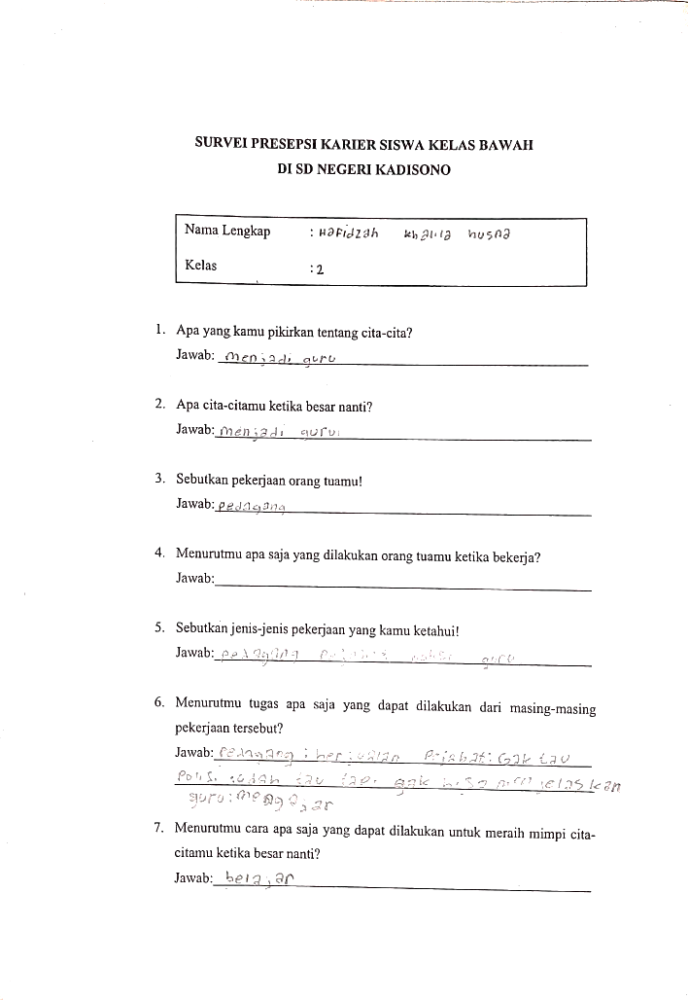 SURVEI PRESEPSI KARIER SISWA KELAS BAWAH
DI SD NEGERI KADISONO
Nama Lengkap : Hafidzah khalila husna
Kelas : 2
1. Apa yang kamu pikirkan tentang cita-cita?
Jawab: menjadi guru
2. Apa cita-citamu ketika besar nanti?
Jawab: menjadi guru
3. Sebutkan pekerjaan orang tuamu!
Jawab: pedagang
4. Menurutmu apa saja yang dilakukan orang tuamu ketika bekerja?
Jawab:
5. Sebutkan jenis-jenis pekerjaan yang kamu ketahui!
Jawab: pedagang guru
6. Menurutmu tugas apa saja yang dapat dilakukan dari masing-masing
pekerjaan tersebut?
Jawab: Pedagang : berjualan Prjabat: Gak tau
Polisi : udah tau tapi gak bisa menjelaskan
guru: mengajar
7. Menurutmu cara apa saja yang dapat dilakukan untuk meraih mimpi cita-
citamu ketika besar nanti?
Jawab: belajar